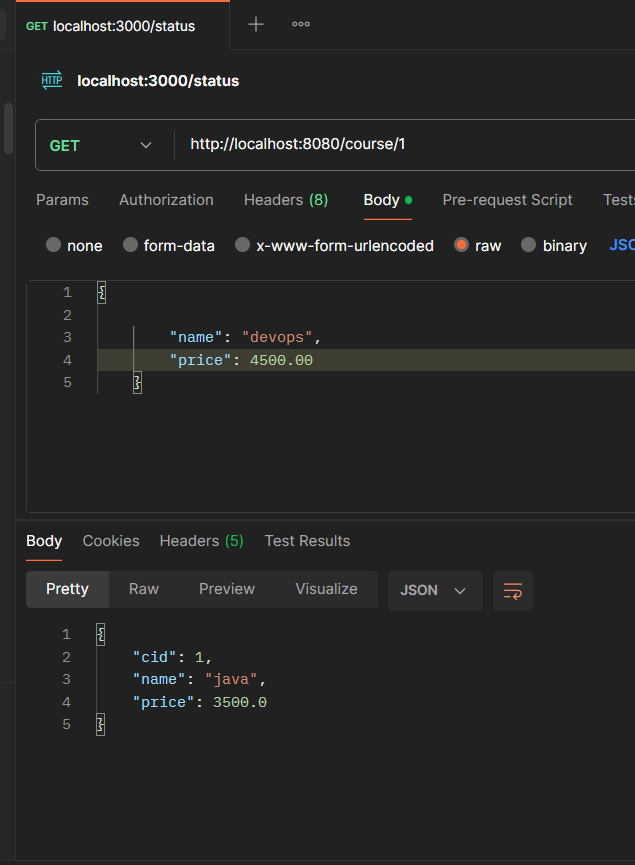 GET localhost:3000/status
HTTP localhost:3000/status
GET http://localhost:8080/course/1
Params Authorization Headers (8) Body Pre-request Script Tests
none form-data x-www-form-urlencoded raw binary JSO
1 {
2
3 "name": "devops",
4 "price": 4500.00
5 }
Body Cookies Headers (5) Test Results
Pretty Raw Preview Visualize JSON
1 {
2 "cid": 1,
3 "name": "java",
4 "price": 3500.0
5 }